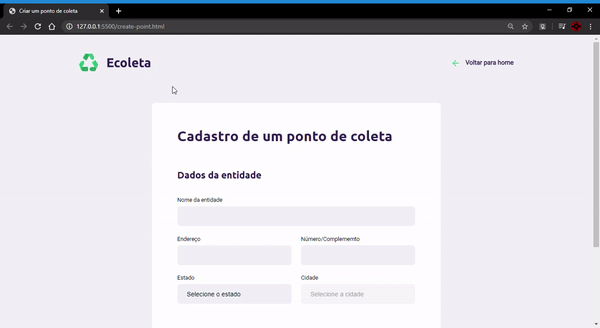 Criar um ponto de coleta
127.0.0.1:5500/create-point.html
Ecoleta
Voltar para home
Cadastro de um ponto de coleta
Dados da entidade
Nome da entidade
Endereço
Número/Complememto
Estado
Cidade
Selecione o estado
Selecione a cidade